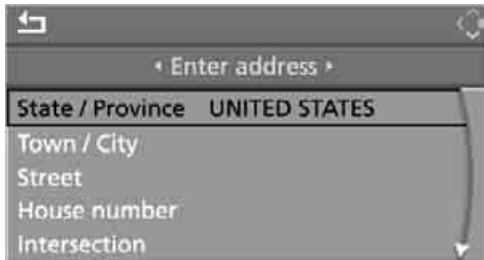 Enter address
State / Province UNITED STATES
Town / City
Street
House number
Intersection